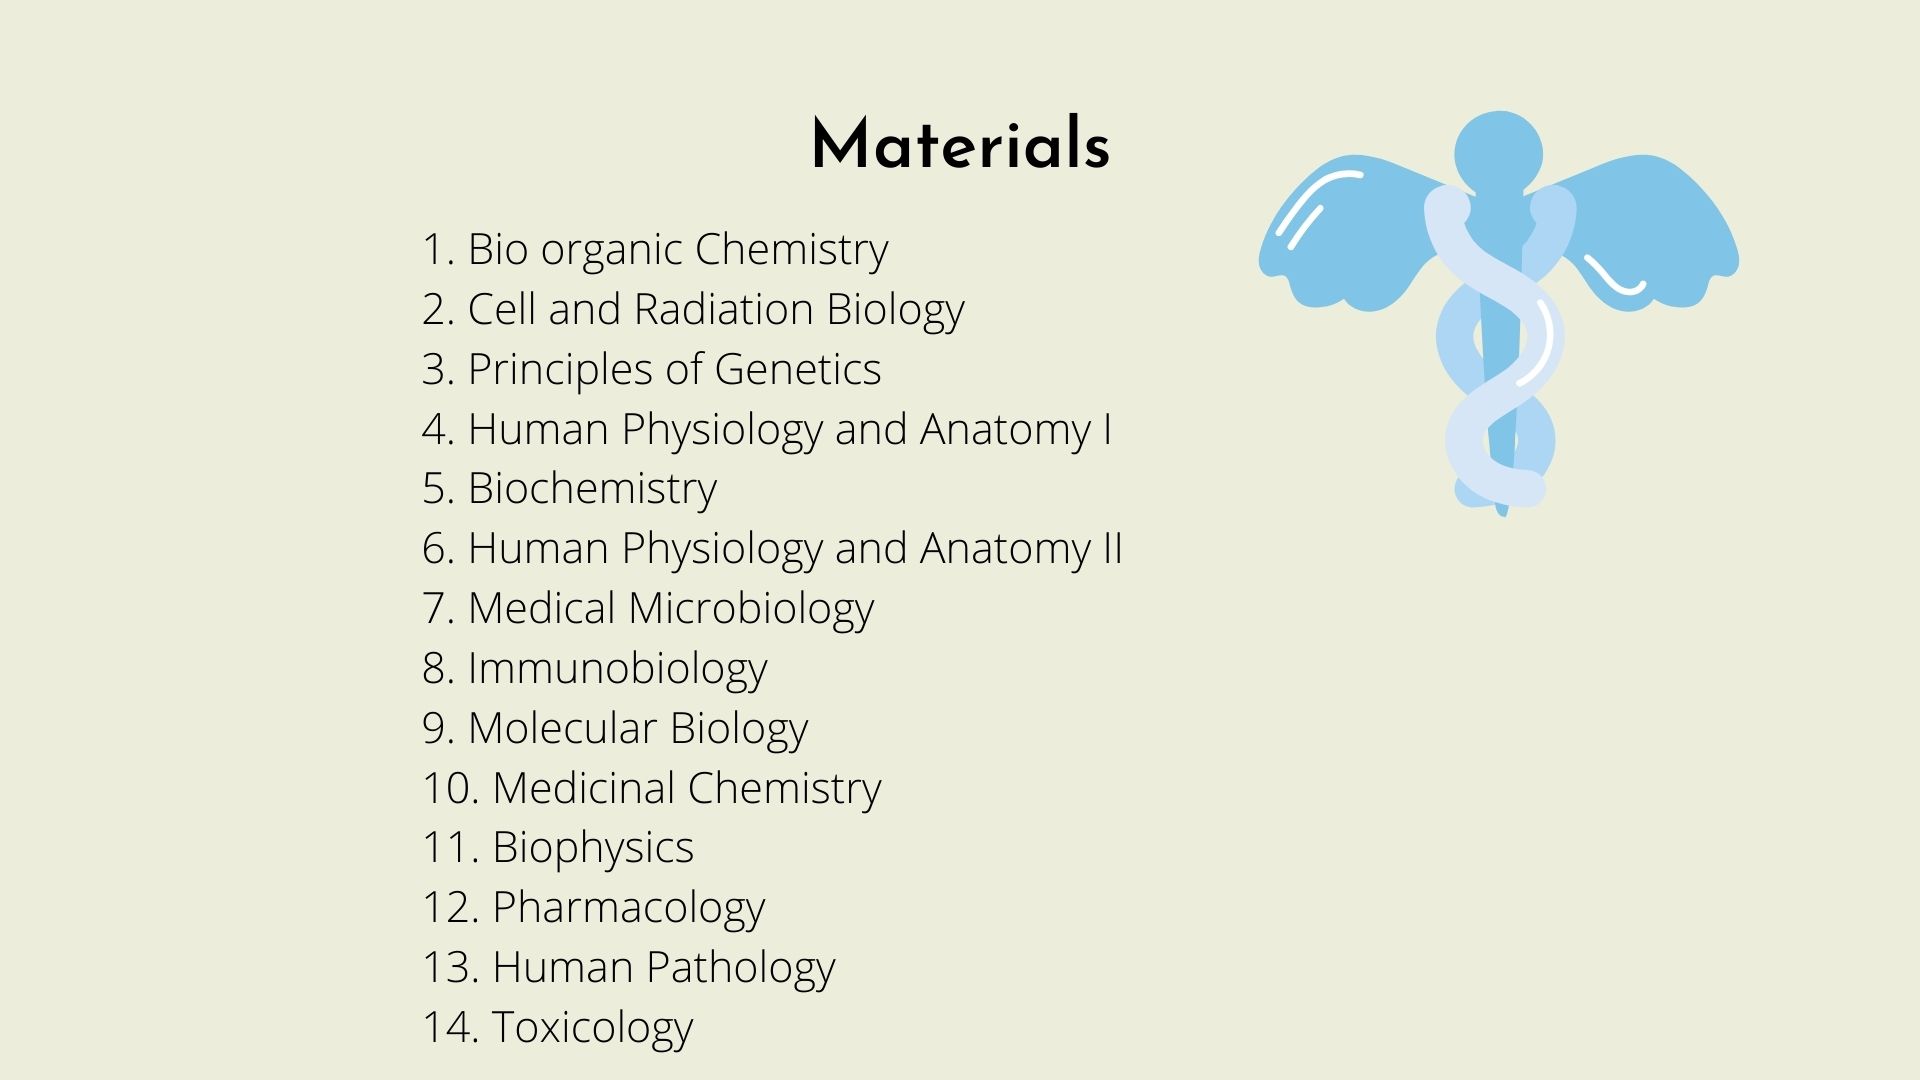 Materials
1. Bio organic Chemistry
2. Cell and Radiation Biology
3. Principles of Genetics
4. Human Physiology and Anatomy I
5. Biochemistry
6. Human Physiology and Anatomy II
7. Medical Microbiology
8. Immunobiology
9. Molecular Biology
10. Medicinal Chemistry
11. Biophysics
12. Pharmacology
13. Human Pathology
14. Toxicology